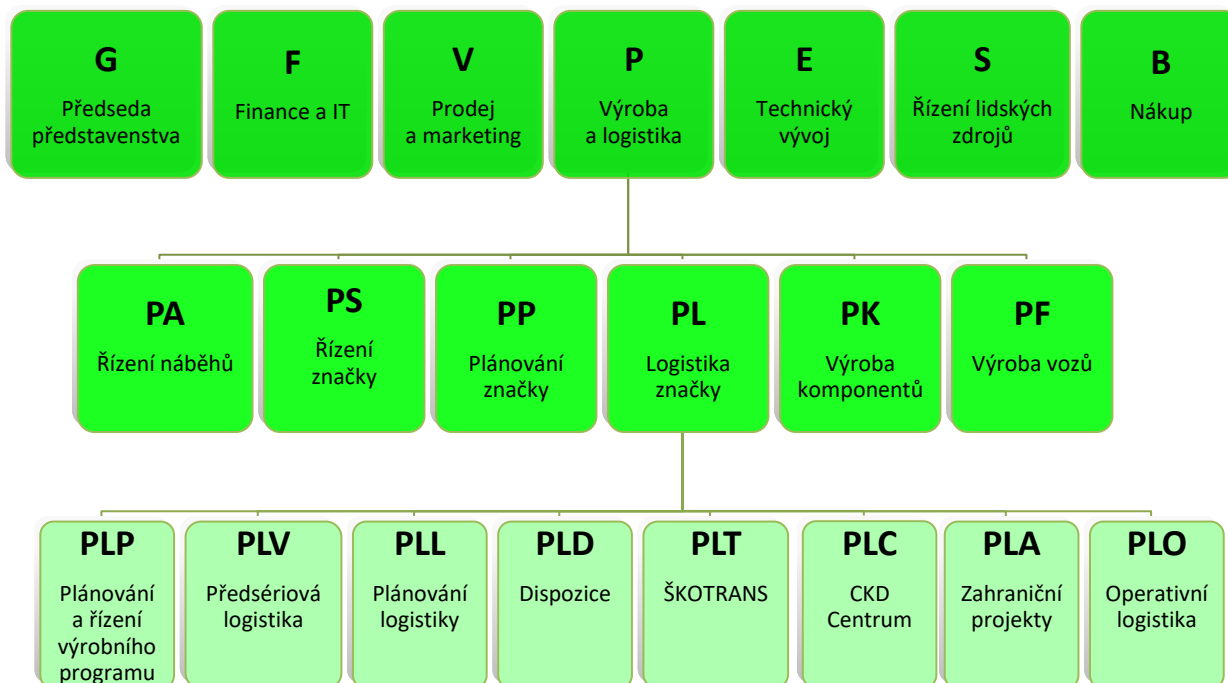 G
Předseda
představenstva
F
Finance a IT
V
Prodej
a marketing
P
Výroba
a logistika
E
Technický
vývoj
S
Řízení lidských
zdrojů
B
Nákup
PA
Řízení náběhů
PS
Řízení
značky
PP
Plánování
značky
PL
Logistika
značky
PK
Výroba
komponentů
PF
Výroba vozů
PLP
Plánování
a řízení
výrobního
programu
PLV
Předsériová
logistika
PLL
Plánování
logistiky
PLD
Dispozice
PLT
ŠKOTRANS
PLC
CKD
Centrum
PLA
Zahraniční
projekty
PLO
Operativní
logistika